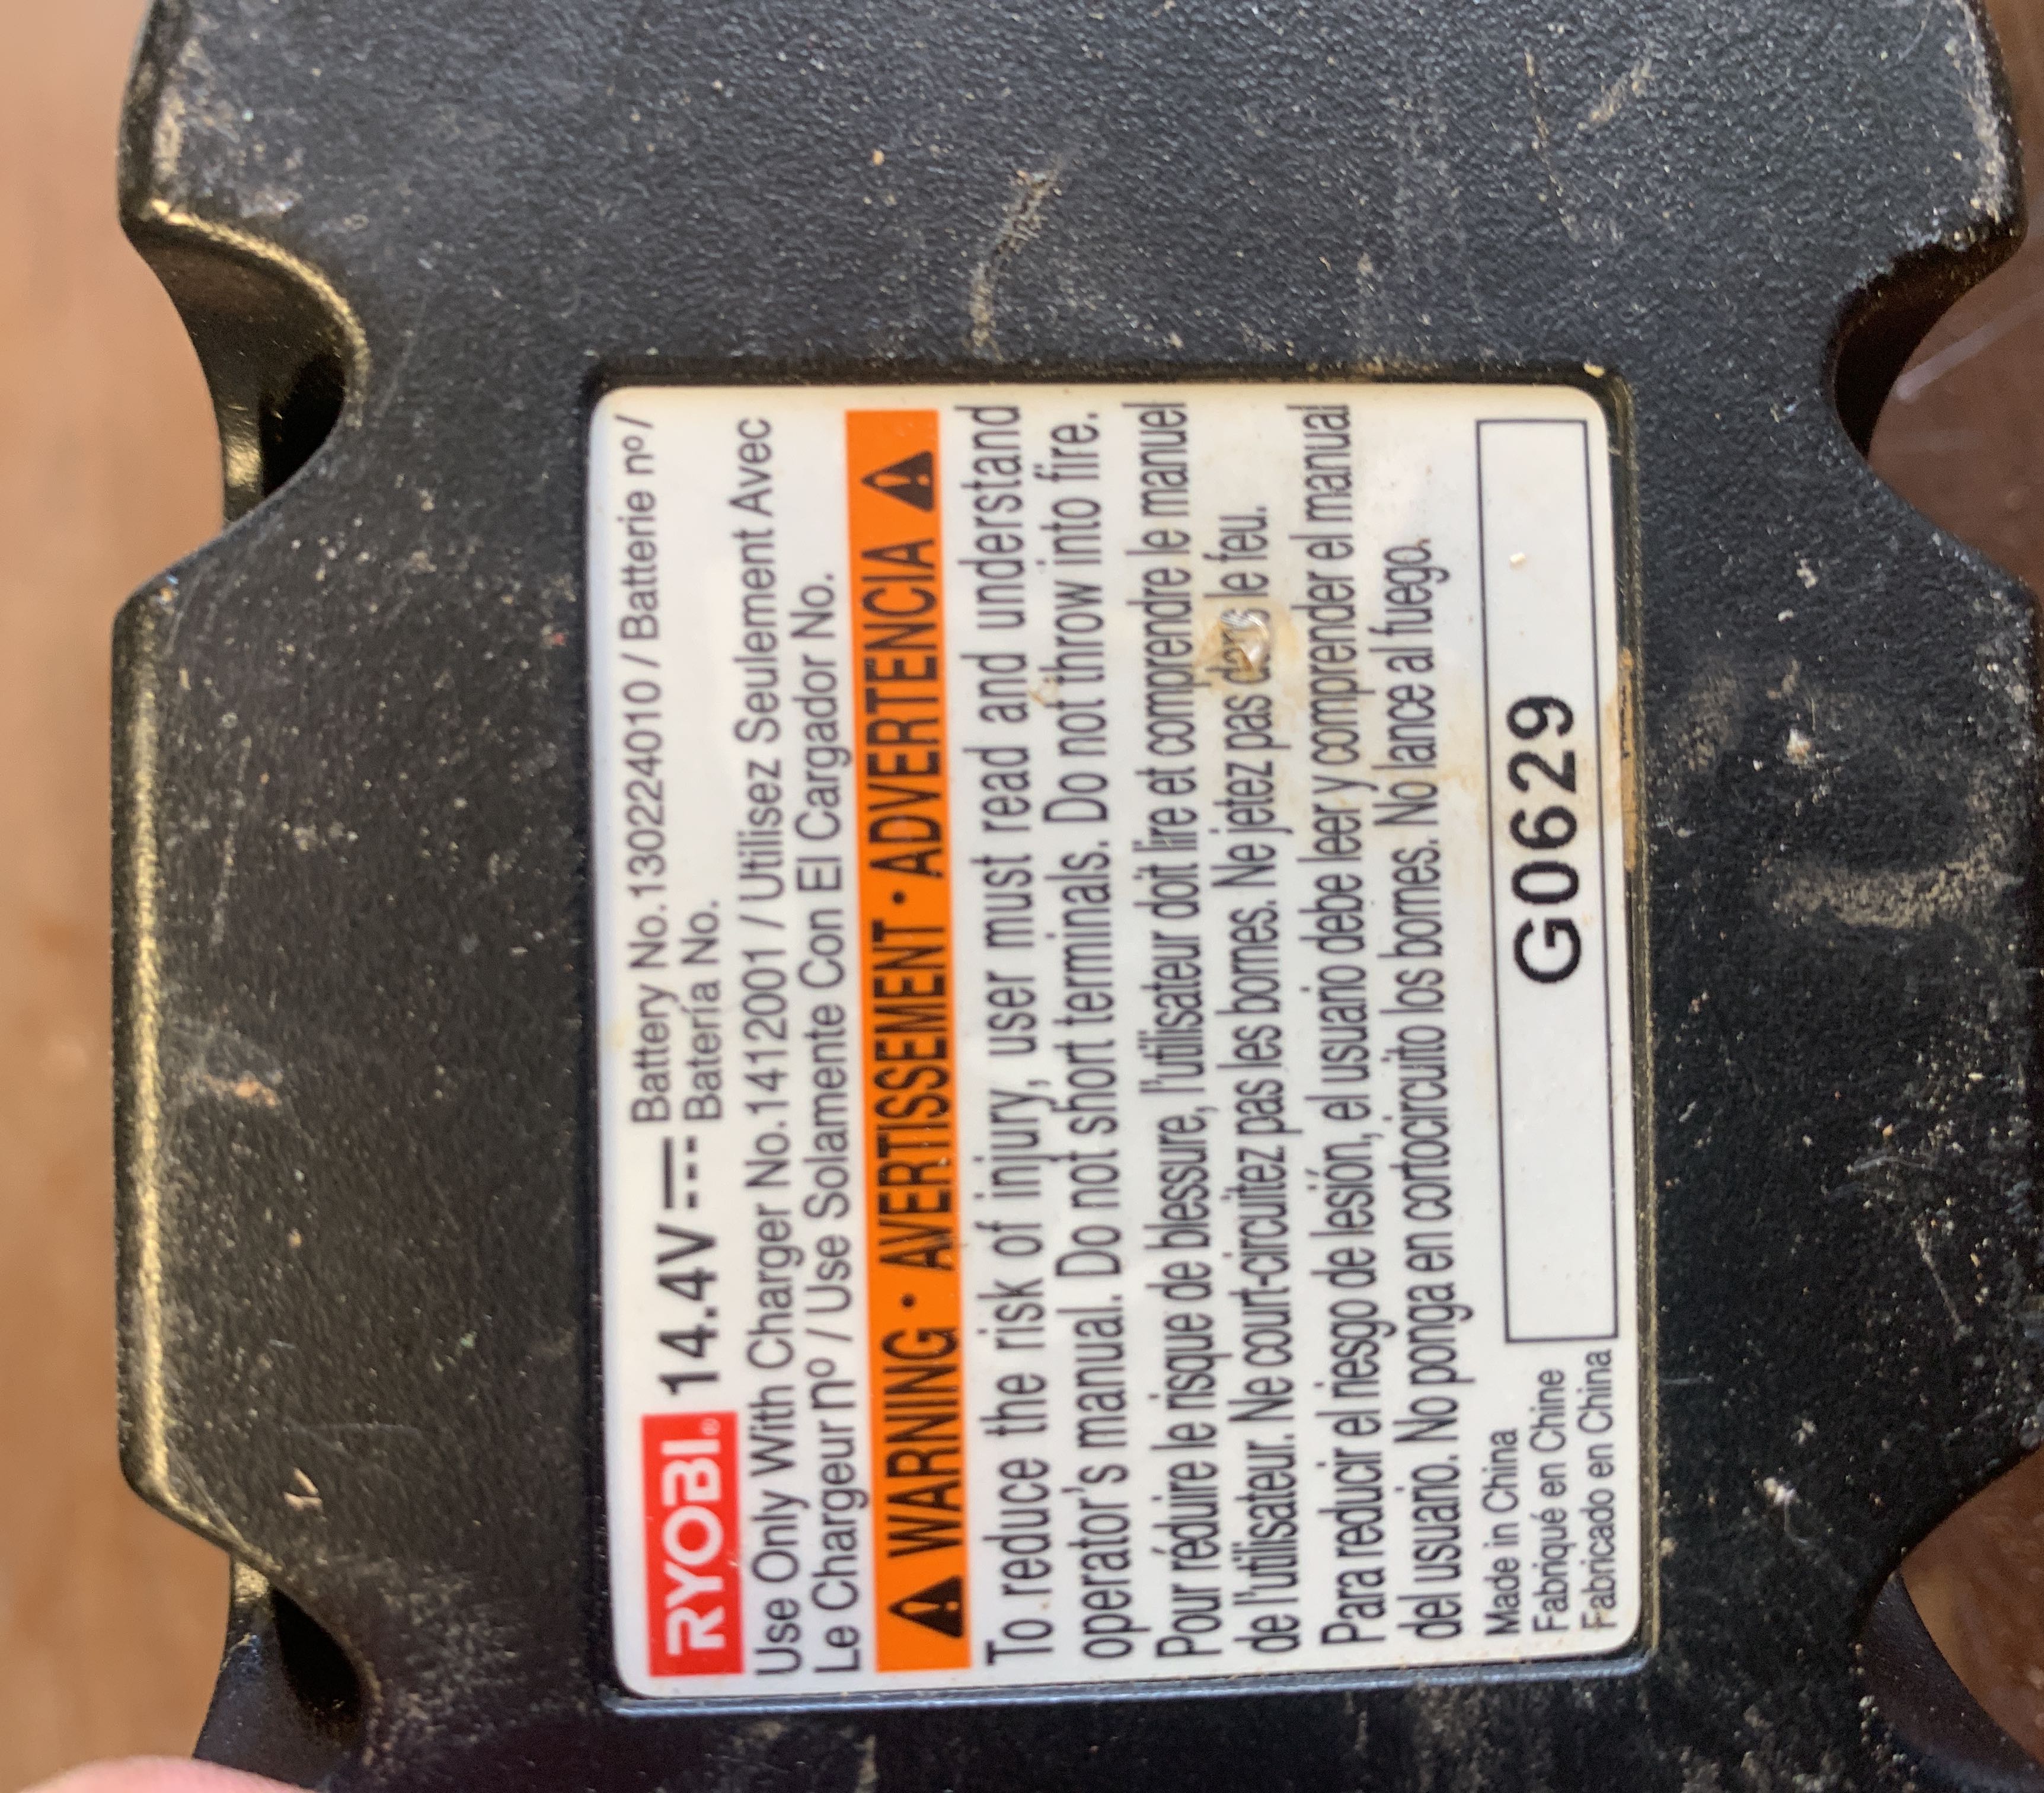 RYOBI® 14.4V Battery No.130224010 / Batterie nº/
Batería No.
Use Only With Charger No.1412001 / Utilisez Seulement Avec
Le Chargeur nº / Use Solamente Con El Cargador No.
WARNING · AVERTISSEMENT · ADVERTENCIA
To reduce the risk of injury, user must read and understand
operator's manual. Do not short terminals. Do not throw into fire.
Pour réduire le risque de blessure, l'utilisateur doit lire et comprendre le manuel
de l'utilisateur. Ne court-circuitez pas les bornes. Ne jetez pas dans le feu.
Para reducir el riesgo de lesión, el usuario debe leer y comprender el manual
del usuario. No ponga en cortocircuito los bornes. No lance al fuego.
Made in China
Fabriqué en Chine
Fabricado en China
G0629